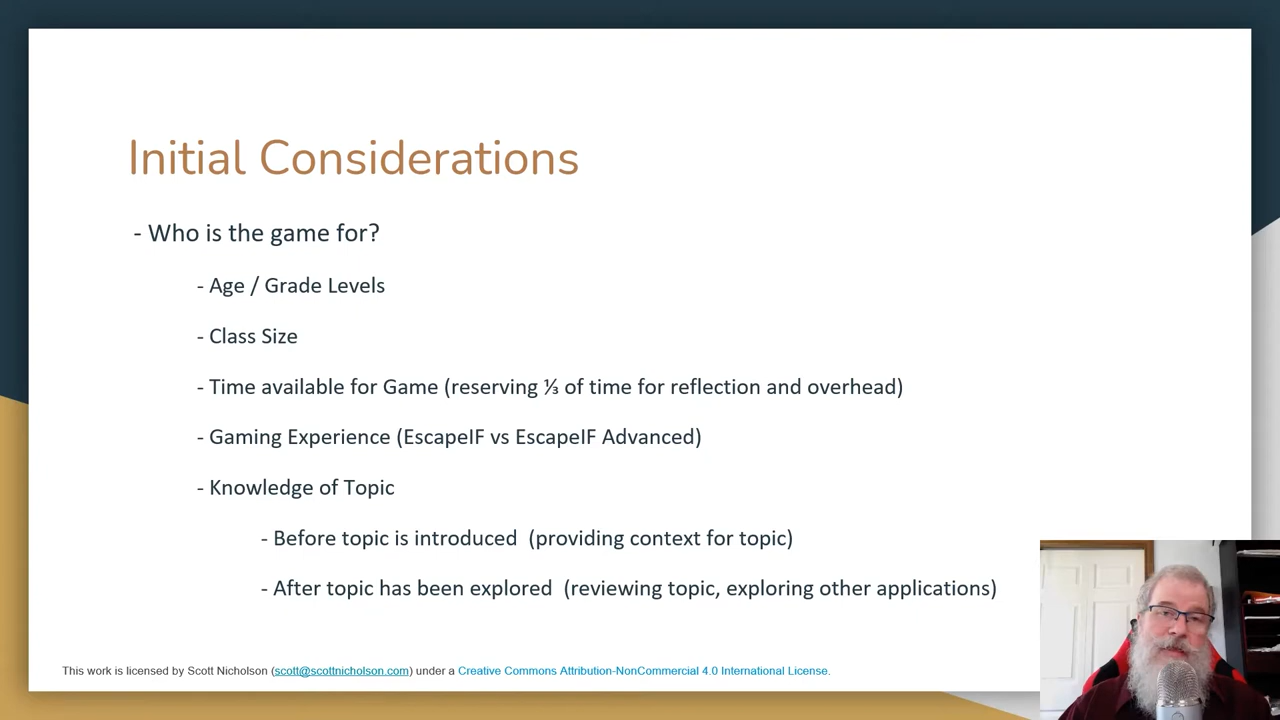 Initial Considerations
- Who is the game for?
- Age / Grade Levels
- Class Size
- Time available for Game (reserving ⅓ of time for reflection and overhead)
- Gaming Experience (EscapeIF vs EscapeIF Advanced)
- Knowledge of Topic
- Before topic is introduced  (providing context for topic)
- After topic has been explored  (reviewing topic, exploring other applications)
This work is licensed by Scott Nicholson (scott@scottnicholson.com) under a Creative Commons Attribution-NonCommercial 4.0 International License.